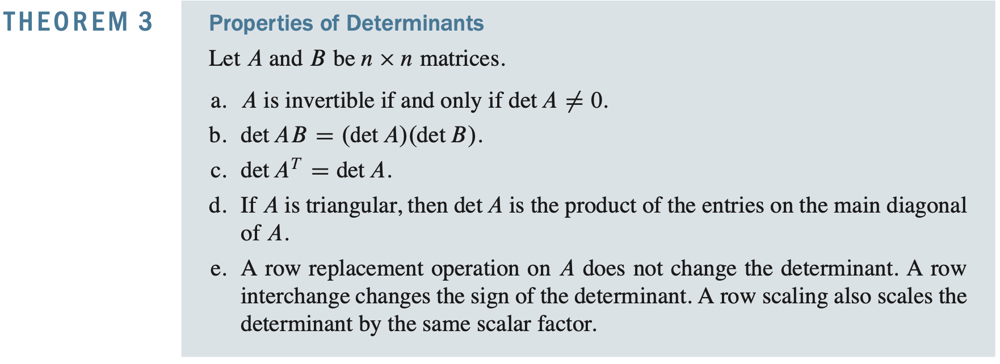 THEOREM 3
Properties of Determinants
Let A and B be n × n matrices.
a. A is invertible if and only if det A ≠ 0.
b. det AB = (det A)(det B).
c. det Aᵀ = det A.
d. If A is triangular, then det A is the product of the entries on the main diagonal
of A.
e. A row replacement operation on A does not change the determinant. A row
interchange changes the sign of the determinant. A row scaling also scales the
determinant by the same scalar factor.